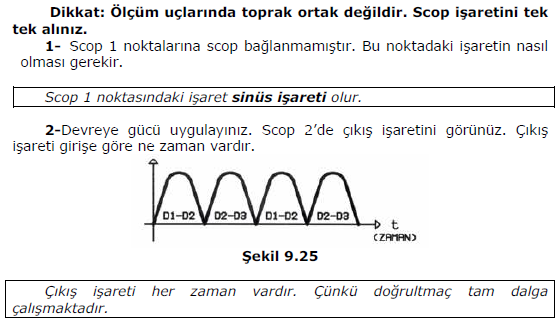 Dikkat: Ölçüm uçlarında toprak ortak değildir. Scop işaretini tek
tek alınız.
1- Scop 1 noktalarına scop bağlanmamıştır. Bu noktadaki işaretin nasıl
olması gerekir.
Scop 1 noktasındaki işaret sinüs işareti olur.
2-Devreye gücü uygulayınız. Scop 2’de çıkış işaretini görünüz. Çıkış
işareti girişe göre ne zaman vardır.
D1-D2 D2-D3 D1-D2 D2-D3 t
(ZAMAN)
Şekil 9.25
Çıkış işareti her zaman vardır. Çünkü doğrultmaç tam dalga
çalışmaktadır.